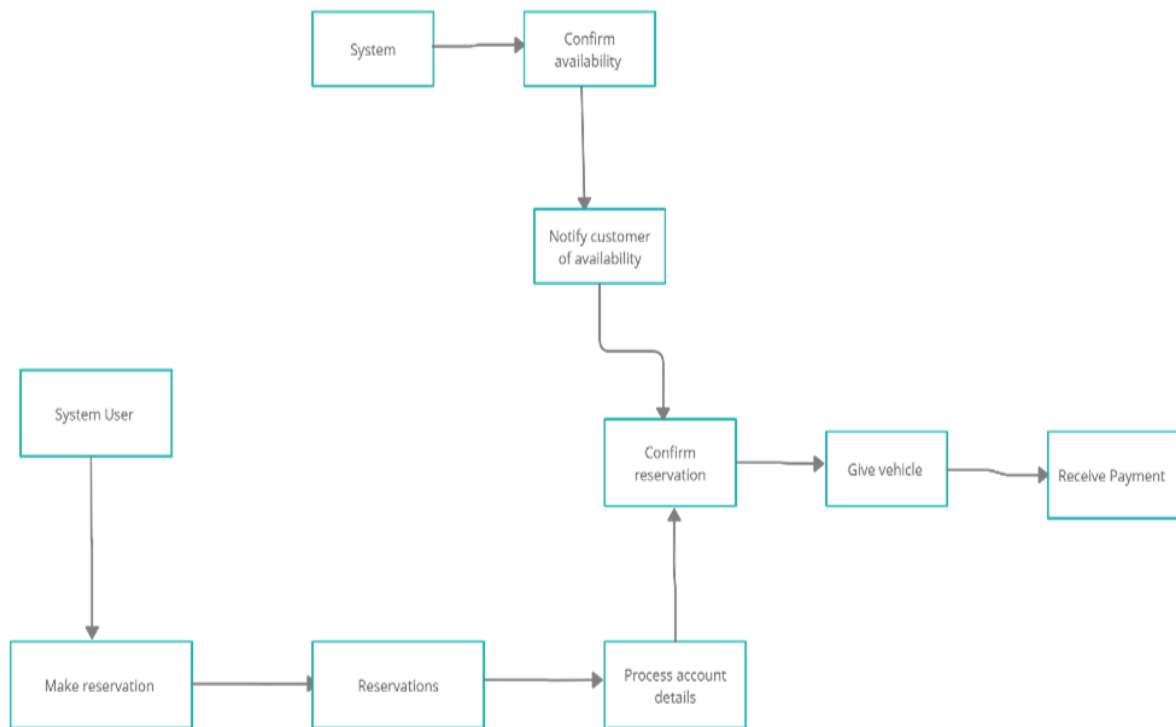 System
Confirm
availability
Notify customer
of availability
System User
Confirm
reservation
Give vehicle
Receive Payment
Make reservation
Reservations
Process account
details